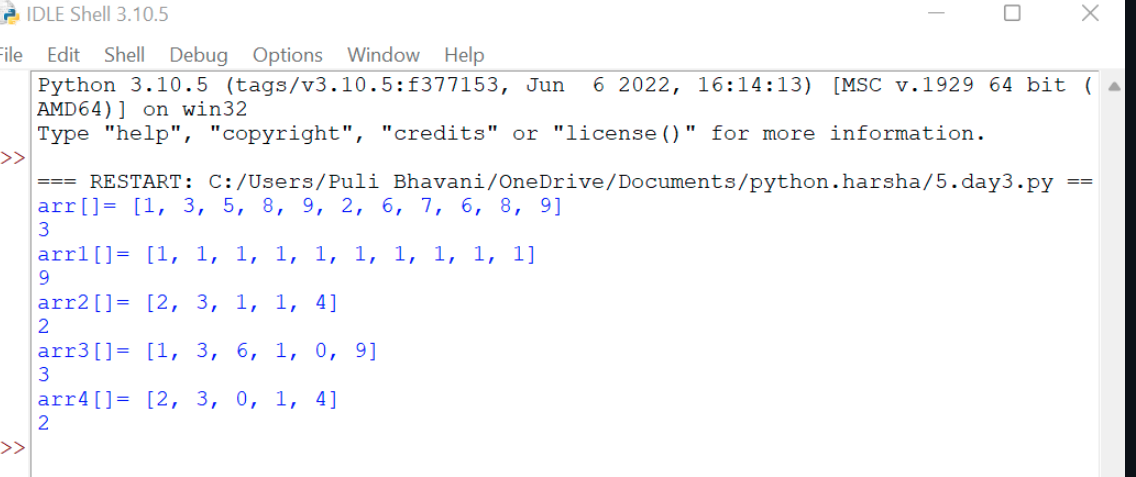 IDLE Shell 3.10.5
File Edit Shell Debug Options Window Help
Python 3.10.5 (tags/v3.10.5:f377153, Jun  6 2022, 16:14:13) [MSC v.1929 64 bit (
AMD64)] on win32
Type "help", "copyright", "credits" or "license()" for more information.
>>
=== RESTART: C:/Users/Puli Bhavani/OneDrive/Documents/python.harsha/5.day3.py ==
arr[]= [1, 3, 5, 8, 9, 2, 6, 7, 6, 8, 9]
3
arr1[]= [1, 1, 1, 1, 1, 1, 1, 1, 1, 1]
9
arr2[]= [2, 3, 1, 1, 4]
2
arr3[]= [1, 3, 6, 1, 0, 9]
3
arr4[]= [2, 3, 0, 1, 4]
2
>>